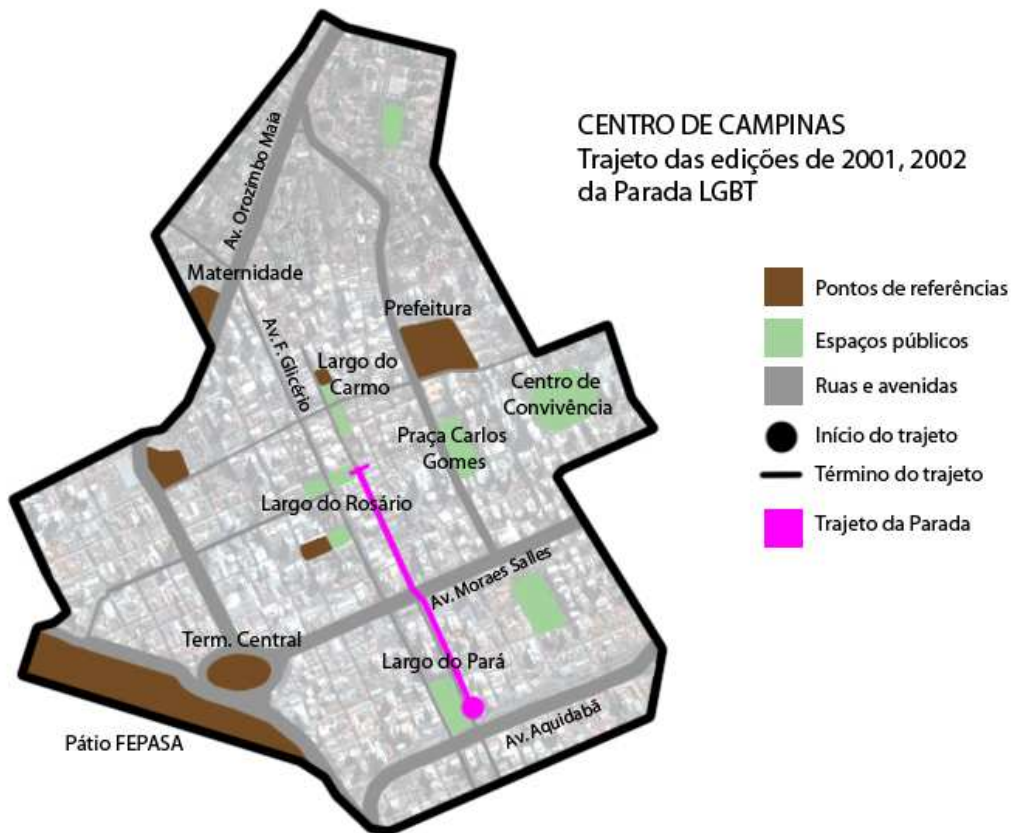 CENTRO DE CAMPINAS
Trajeto das edições de 2001, 2002
da Parada LGBT
Av. Orozimbo Maia
Maternidade
Prefeitura
Av. F. Glicério
Largo do
Carmo
Centro de
Convivência
Praça Carlos
Gomes
Largo do Rosário
Av. Moraes Salles
Term. Central
Largo do Pará
Av. Aquidabã
Pátio FEPASA
Pontos de referências
Espaços públicos
Ruas e avenidas
Início do trajeto
Término do trajeto
Trajeto da Parada